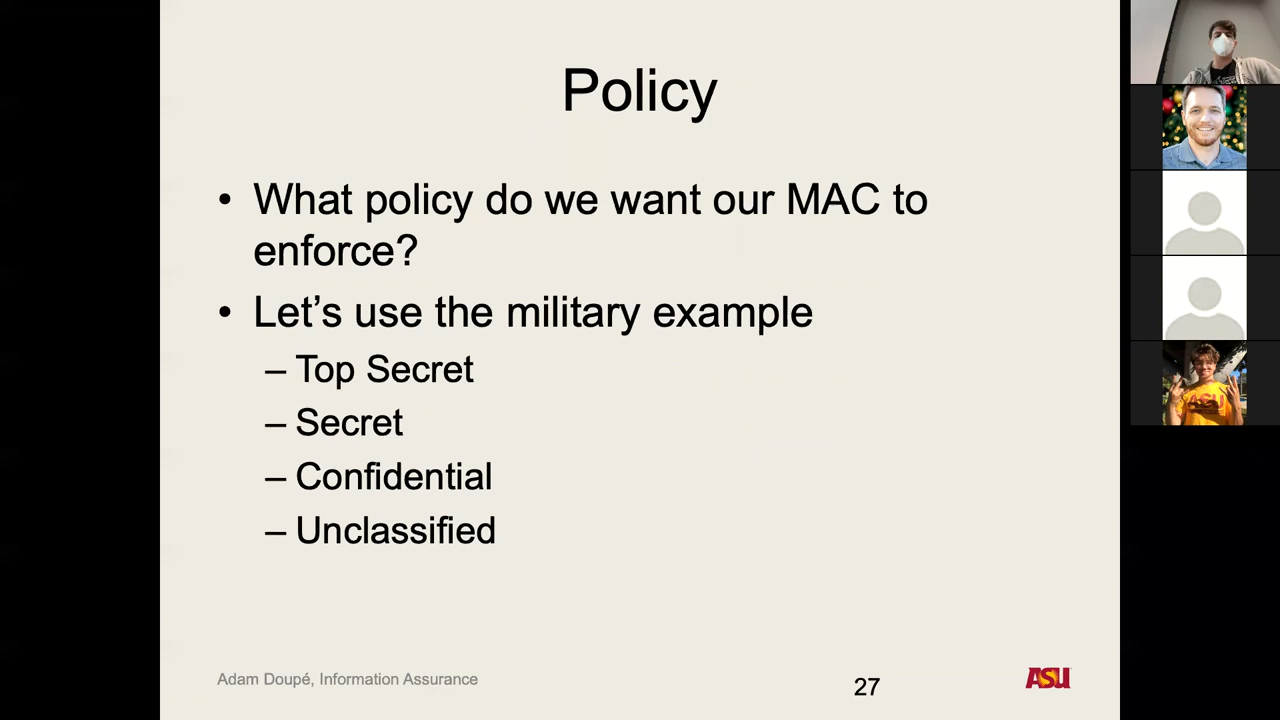 Policy
• What policy do we want our MAC to
enforce?
• Let’s use the military example
– Top Secret
– Secret
– Confidential
– Unclassified
Adam Doupé, Information Assurance
27
ASU
ASU